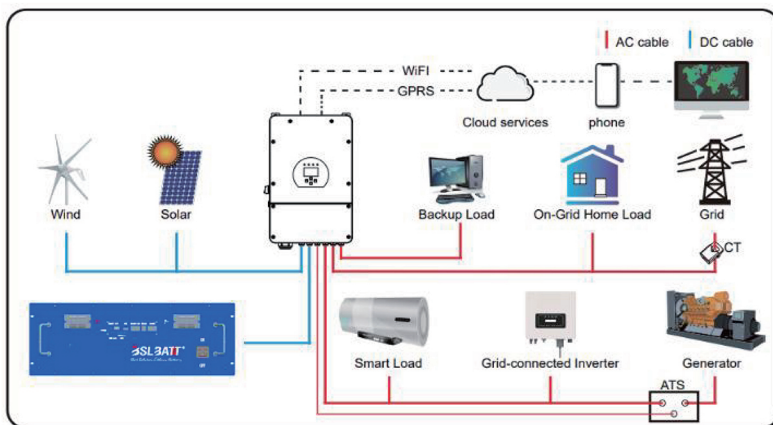 AC cable
DC cable
WiFI
GPRS
Cloud services
phone
Wind
Solar
Backup Load
On-Grid Home Load
Grid
CT
BSLBATT
Smart Load
Grid-connected Inverter
Generator
ATS